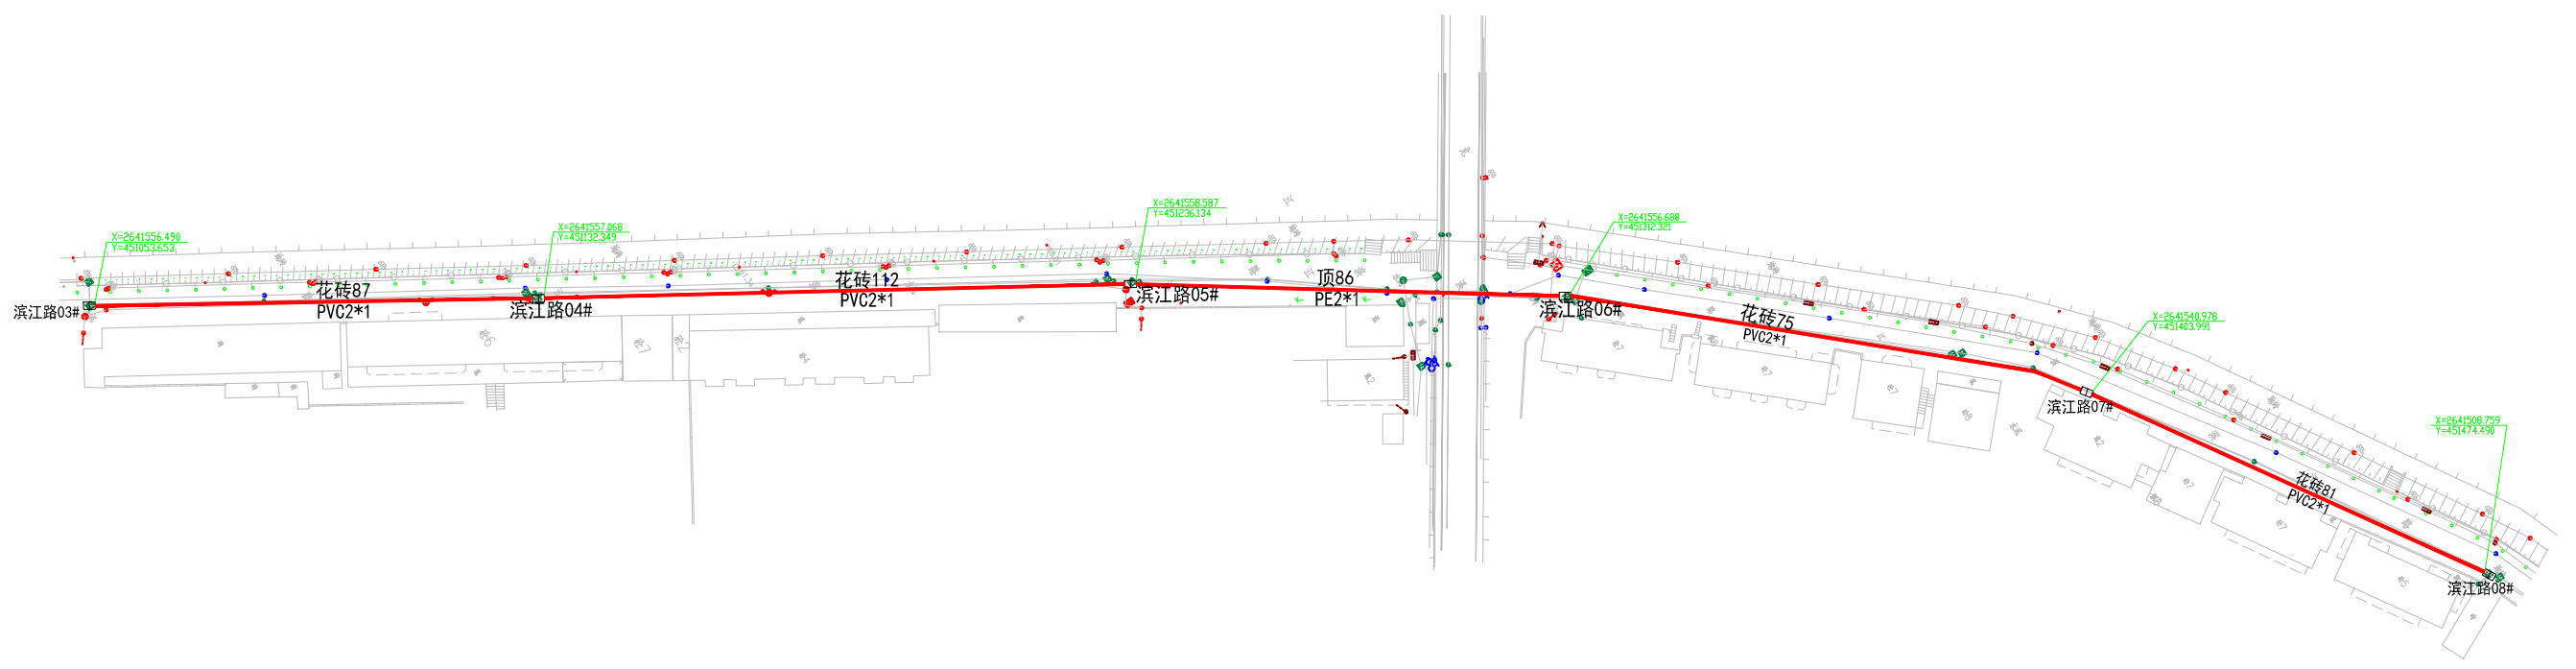 X=2641556.490
Y=451053.653
滨江路03#
花砖87
PVC2*1
X=2641557.068
Y=451132.349
滨江路04#
花砖112
PVC2*1
X=2641558.587
Y=451236.134
滨江路05#
顶86
PE2*1
X=2641556.688
Y=451312.321
滨江路06#
花砖75
PVC2*1
X=2641540.978
Y=451403.991
滨江路07#
花砖81
PVC2*1
X=2641508.759
Y=451474.490
滨江路08#